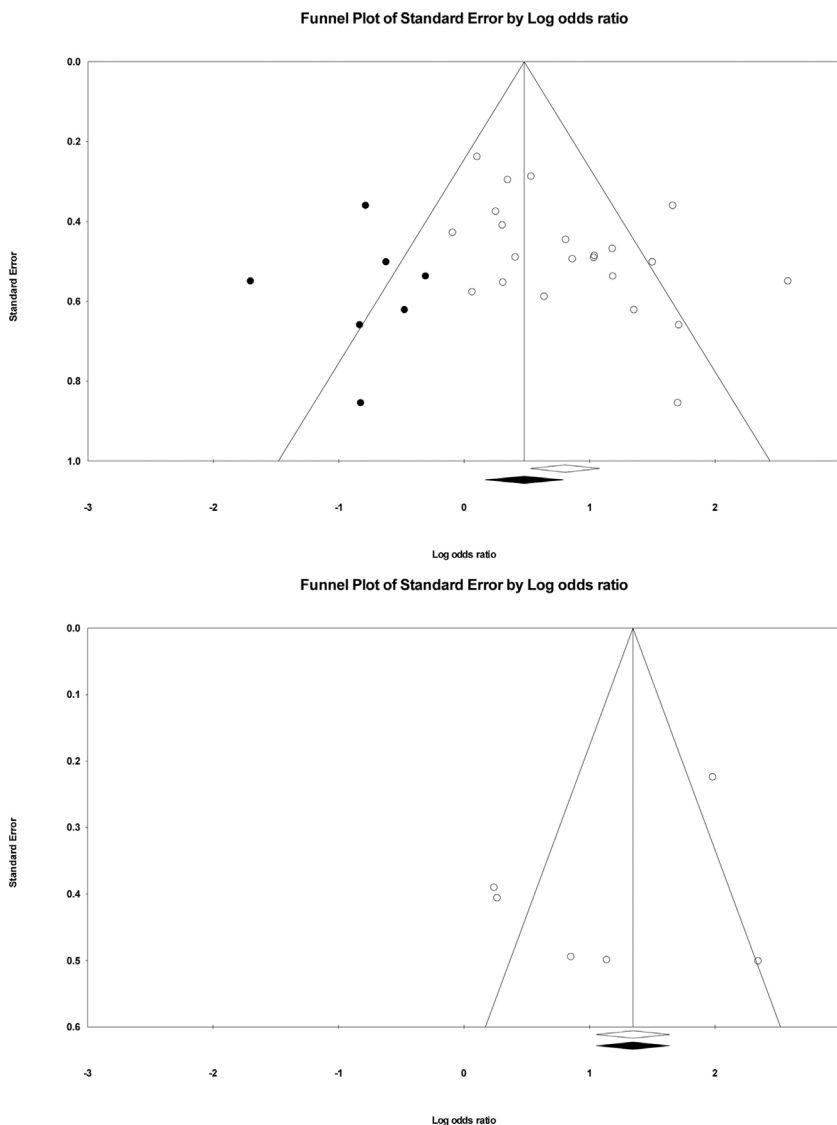 Funnel Plot of Standard Error by Log odds ratio
0.0
0.2
0.4
0.6
0.8
1.0
Standard Error
-3 -2 -1 0 1 2
Log odds ratio
Funnel Plot of Standard Error by Log odds ratio
0.0
0.1
0.2
0.3
0.4
0.5
0.6
Standard Error
-3 -2 -1 0 1 2
Log odds ratio